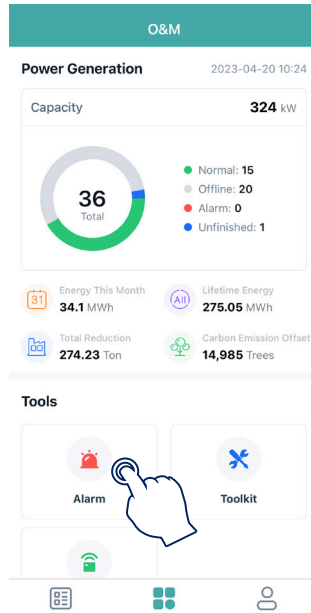 O&M
Power Generation 2023-04-20 10:24
Capacity 324 kW
36
Total
Normal: 15
Offline: 20
Alarm: 0
Unfinished: 1
31
Energy This Month
34.1 MWh
All
Lifetime Energy
275.05 MWh
Total Reduction
274.23 Ton
Carbon Emission Offset
14,985 Trees
Tools
Alarm
Toolkit